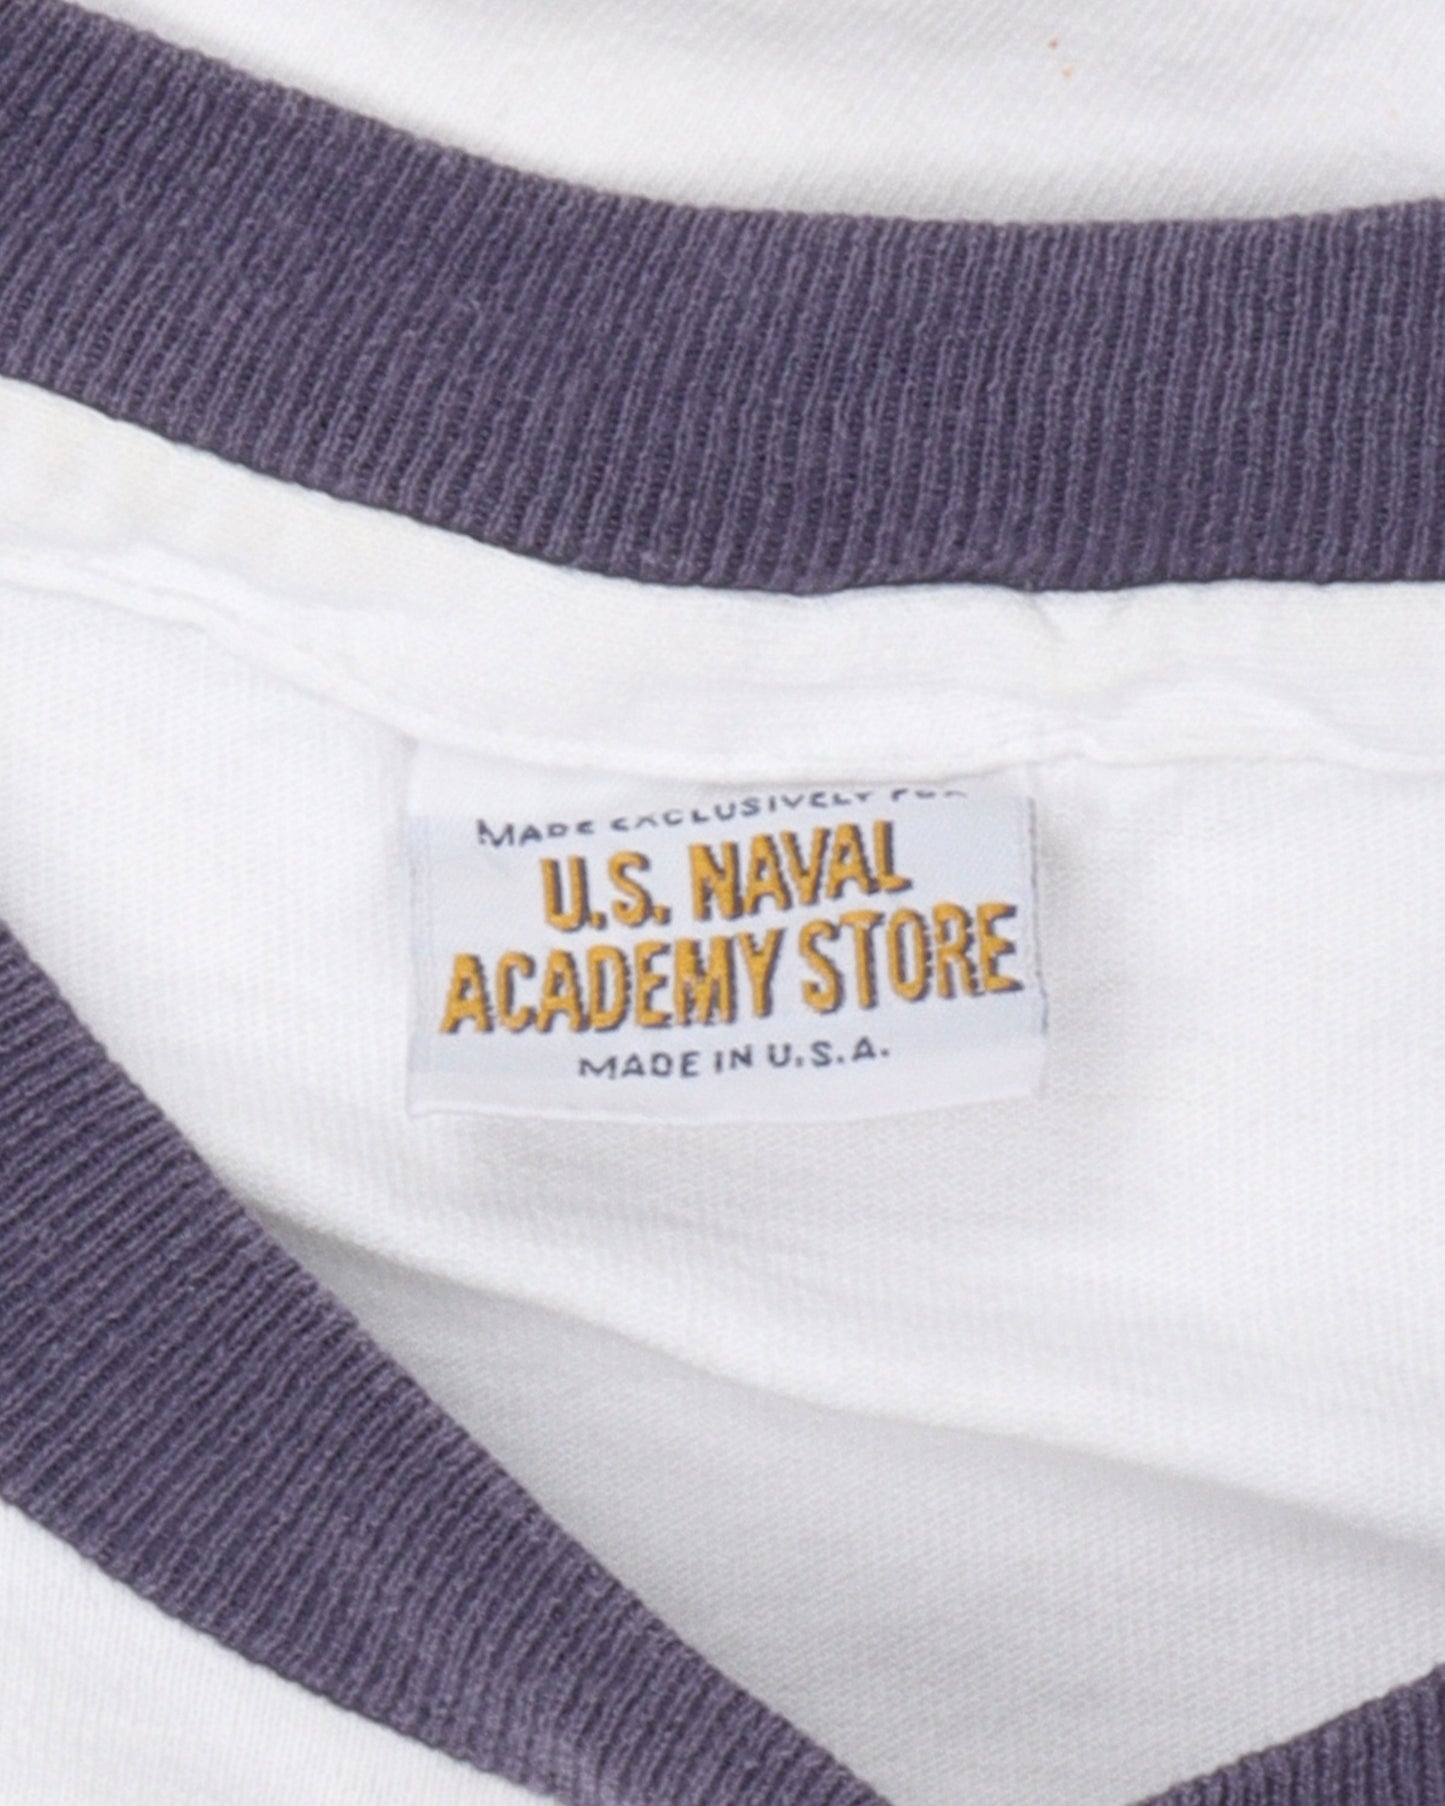 MADE EXCLUSIVELY FOR
U.S. NAVAL
ACADEMY STORE
MADE IN U.S.A.